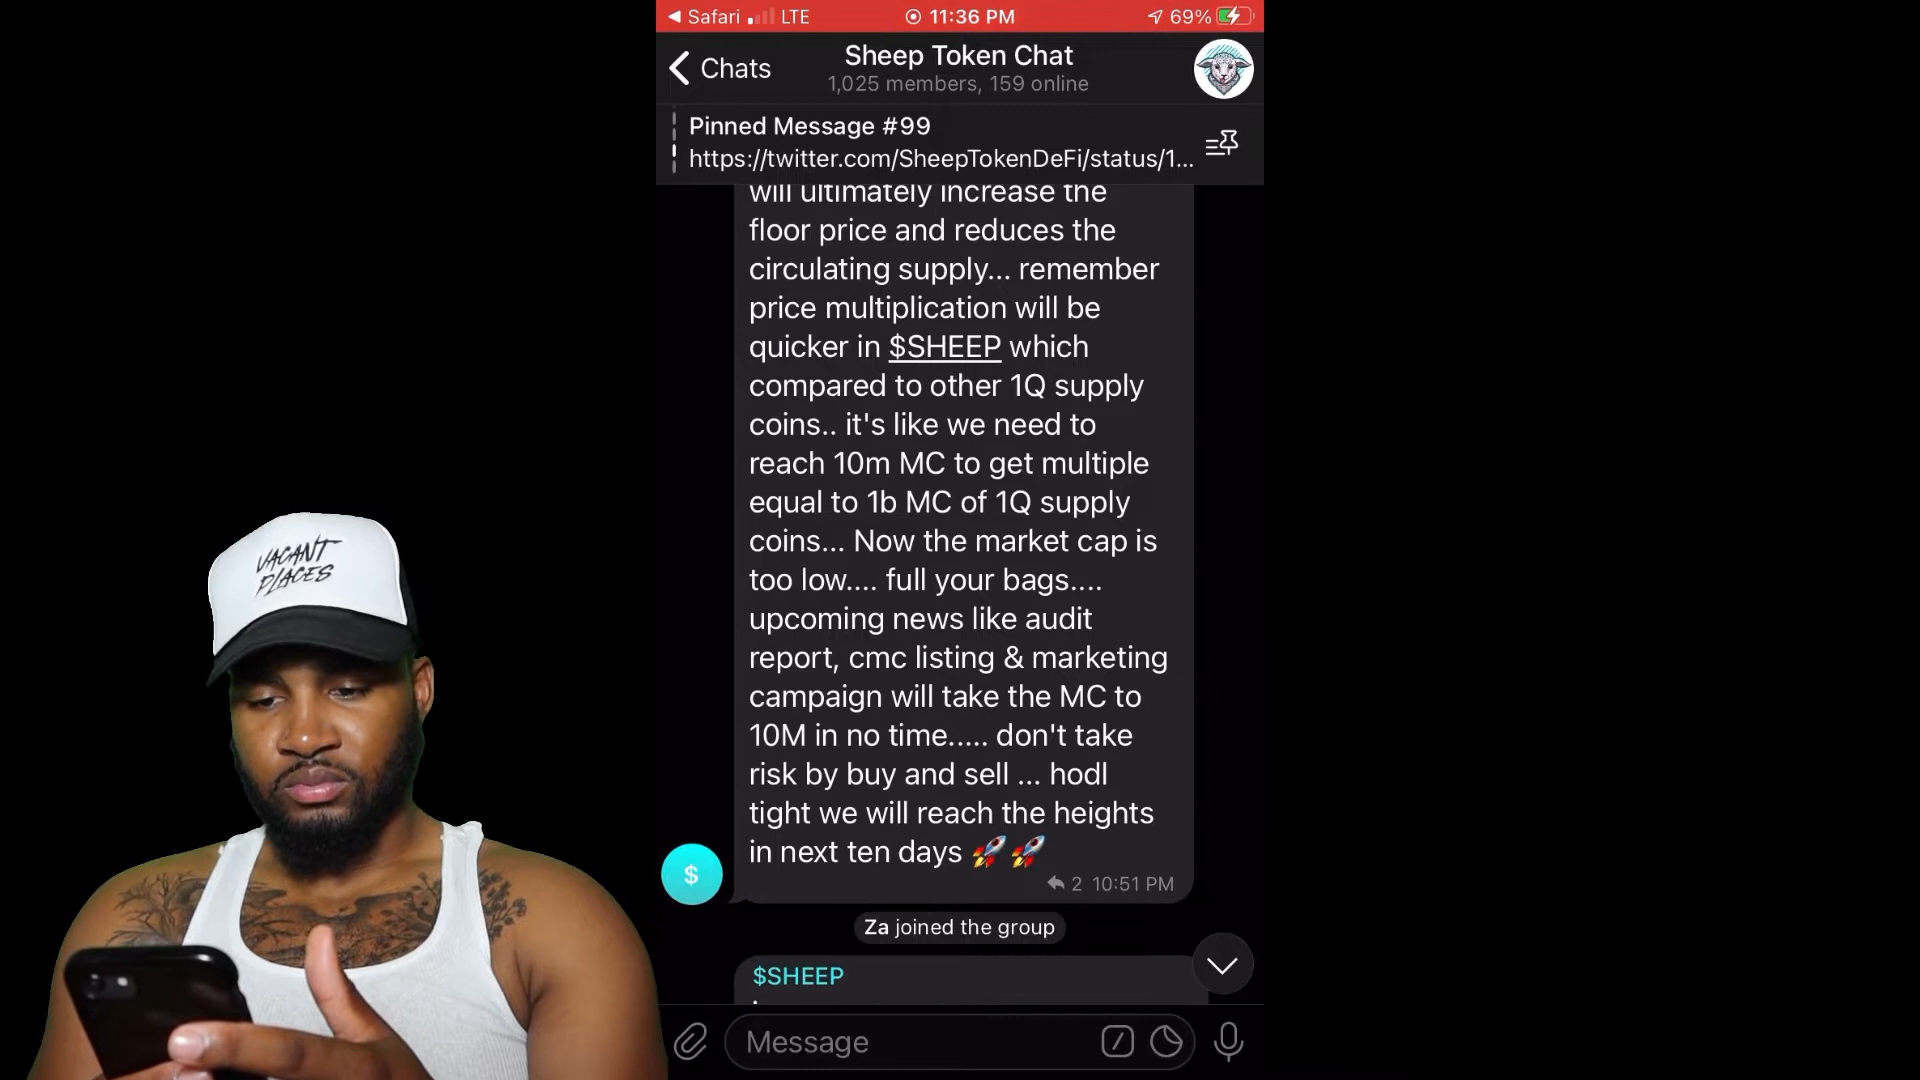 Safari LTE 11:36 PM 69%
Chats
Sheep Token Chat
1,025 members, 159 online
Pinned Message #99
https://twitter.com/SheepTokenDeFi/status/1...
will ultimately increase the
floor price and reduces the
circulating supply... remember
price multiplication will be
quicker in $SHEEP which
compared to other 1Q supply
coins.. it's like we need to
reach 10m MC to get multiple
equal to 1b MC of 1Q supply
coins... Now the market cap is
too low.... full your bags....
upcoming news like audit
report, cmc listing & marketing
campaign will take the MC to
10M in no time..... don't take
risk by buy and sell ... hodl
tight we will reach the heights
in next ten days 🚀 🚀
2 10:51 PM
$
Za joined the group
$SHEEP
Message
VACANT
PLACES